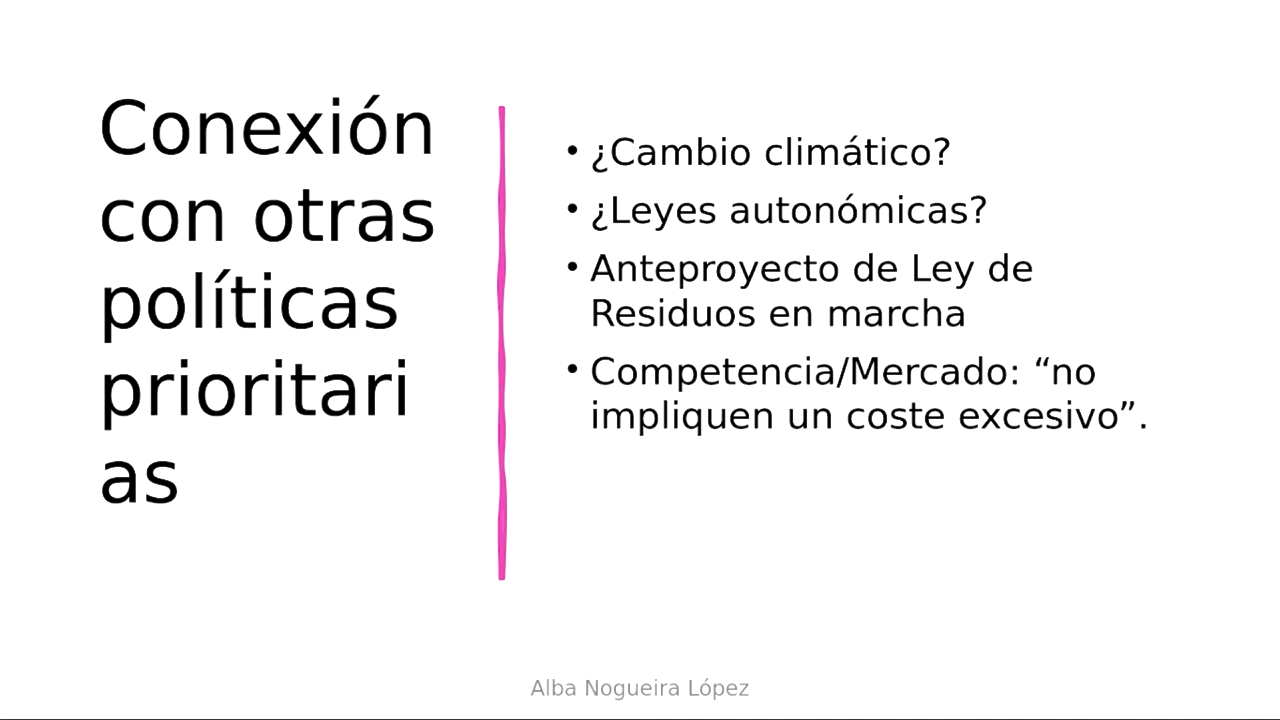 Conexión
con otras
políticas
prioritari
as
• ¿Cambio climático?
• ¿Leyes autonómicas?
• Anteproyecto de Ley de
Residuos en marcha
• Competencia/Mercado: “no
impliquen un coste excesivo”.
Alba Nogueira López